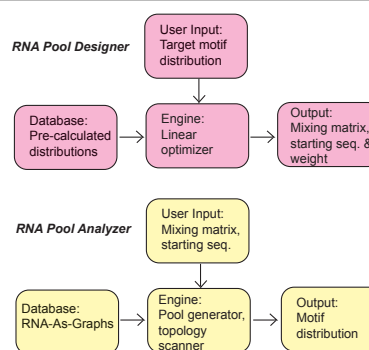 RNA Pool Designer
User Input:
Target motif
distribution
Database:
Pre-calculated
distributions
Engine:
Linear
optimizer
Output:
Mixing matrix,
starting seq. &
weight
RNA Pool Analyzer
User Input:
Mixing matrix,
starting seq.
Database:
RNA-As-Graphs
Engine:
Pool generator,
topology
scanner
Output:
Motif
distribution